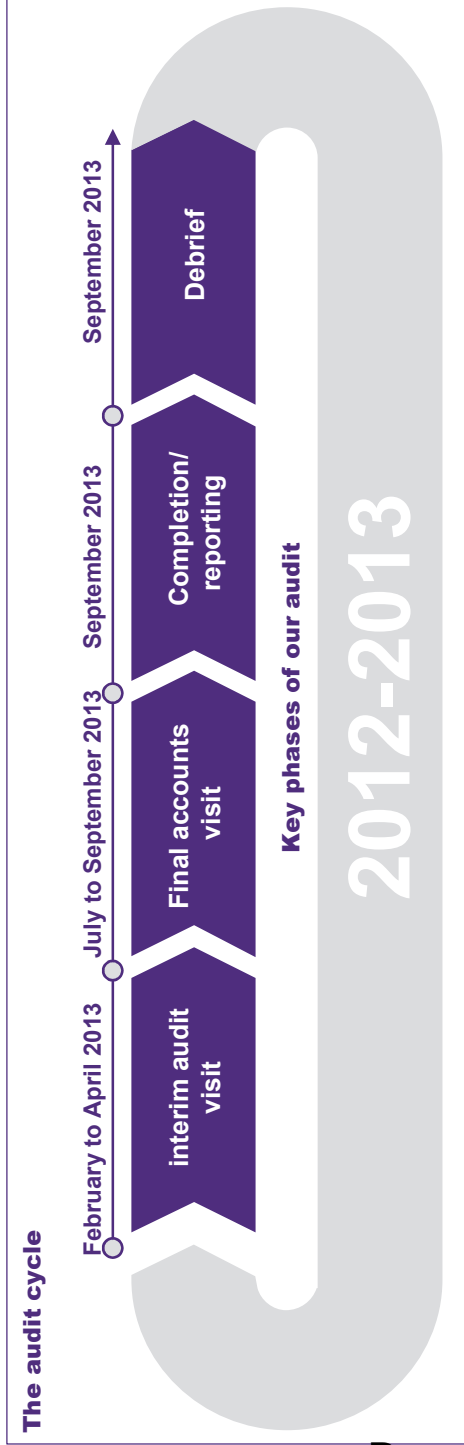 The audit cycle
February to April 2013
July to September 2013
September 2013
September 2013
interim audit
visit
Final accounts
visit
Completion/
reporting
Debrief
Key phases of our audit
2012-2013